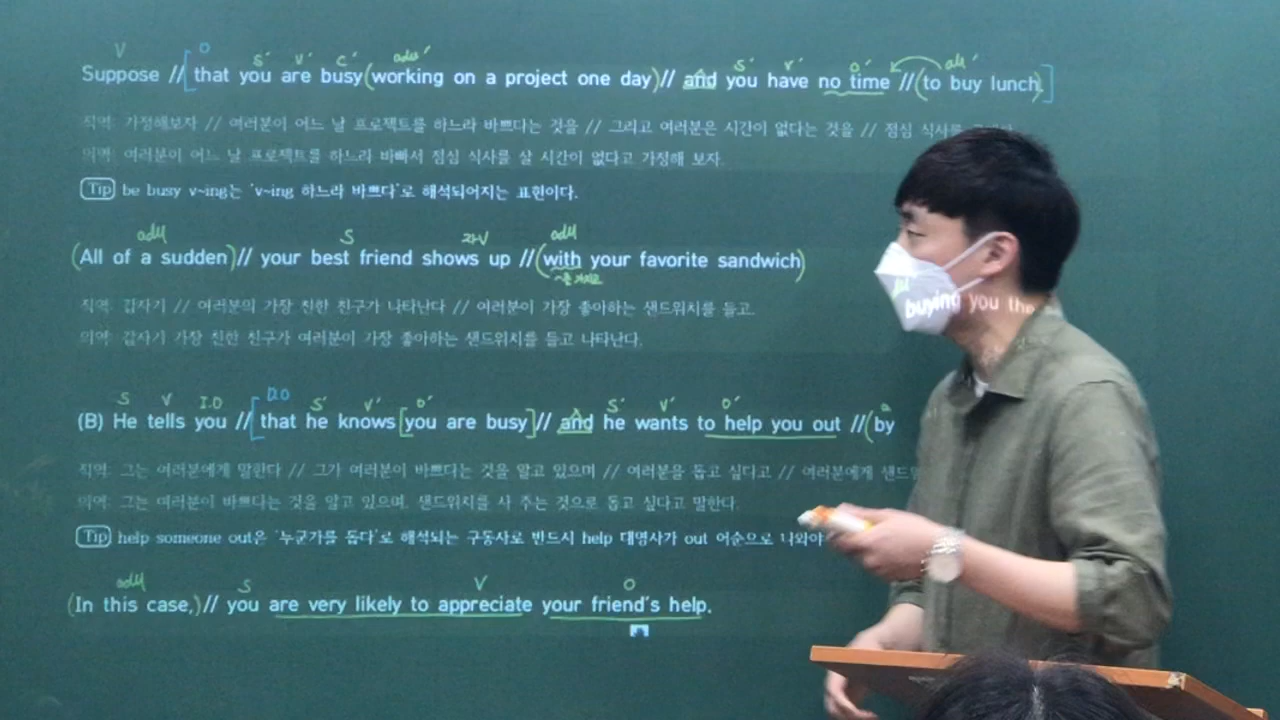 V O S' V' C' adv' S' V' O'
Suppose // [that you are busy (working on a project one day) // and you have no time // (to buy lunch.)]
직역: 가정해보자 // 여러분이 어느 날 프로젝트를 하느라 바쁘다는 것을 // 그리고 여러분은 시간이 없다는 것을 // 점심 식사를
의역: 여러분이 어느 날 프로젝트를 하느라 바빠서 점심 식사를 살 시간이 없다고 가정해 보자.
Tip be busy v~ing는 'v~ing 하느라 바쁘다'로 해석되어지는 표현이다.
S
(All of a sudden) // your best friend shows up // (with your favorite sandwich)
직역: 갑자기 // 여러분의 가장 친한 친구가 나타난다 // 여러분이 가장 좋아하는 샌드위치를 들고.
의역: 갑자기 가장 친한 친구가 여러분이 가장 좋아하는 샌드위치를 들고 나타난다.
S V I.O D.O S' V' O' S' V' O'
(B) He tells you // [that he knows [you are busy] // and he wants to help you out // (by buying you the
직역: 그는 여러분에게 말한다 // 그가 여러분이 바쁘다는 것을 알고 있으며 // 여러분을 돕고 싶다고 // 여러분에게
의역: 그는 여러분이 바쁘다는 것을 알고 있으며, 샌드위치를 사 주는 것으로 돕고 싶다고 말한다.
Tip help someone out은 '누군가를 돕다'로 해석되는 구동사로 반드시 help 대명사가 out 어순으로 나와야
S V O
(In this case,) // you are very likely to appreciate your friend's help.